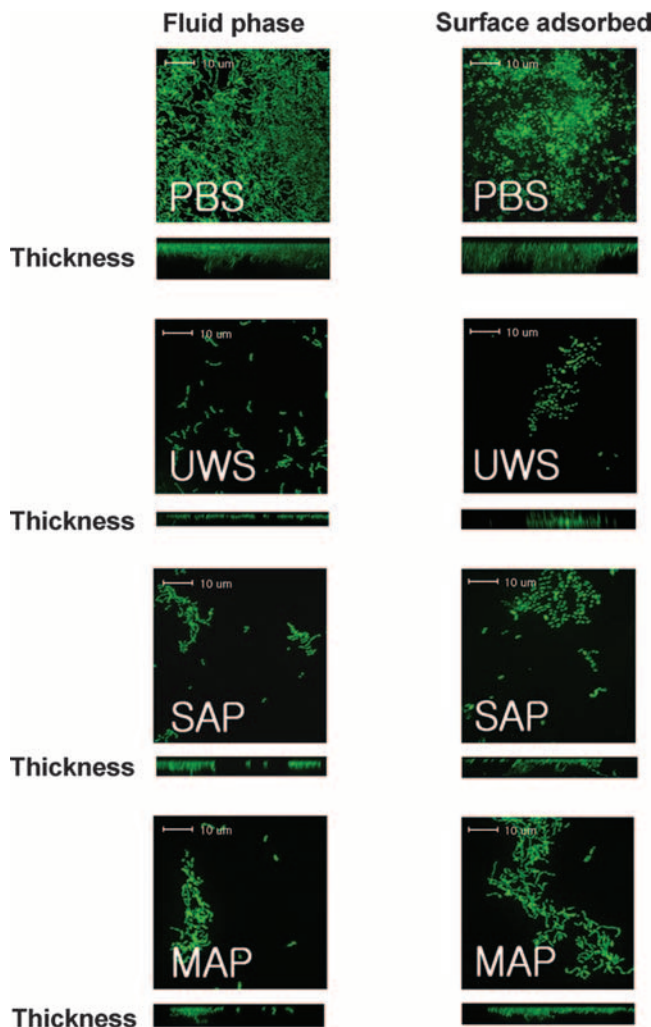 Fluid phase Surface adsorbed
10 um 10 um
PBS PBS
Thickness
10 um 10 um
UWS UWS
Thickness
10 um 10 um
SAP SAP
Thickness
10 um 10 um
MAP MAP
Thickness